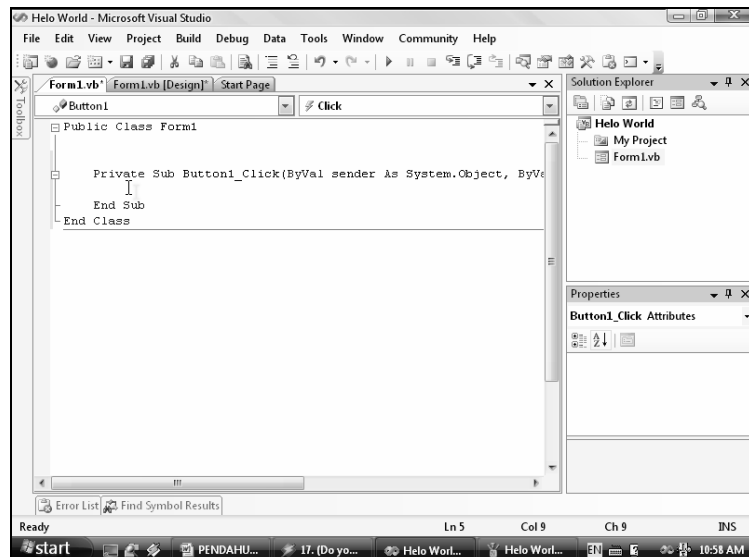 Helo World - Microsoft Visual Studio
File Edit View Project Build Debug Data Tools Window Community Help
Form1.vb* Form1.vb [Design]* Start Page
Solution Explorer
Toolbox
Button1 Click
Public Class Form1
Private Sub Button1_Click(ByVal sender As System.Object, ByVa
End Sub
End Class
Helo World
My Project
Form1.vb
Properties
Button1_Click Attributes
Error List Find Symbol Results
Ready Ln 5 Col 9 Ch 9 INS
start PENDAHU... 17. (Do yo... Helo Worl... Helo Worl... EN 10:58 AM